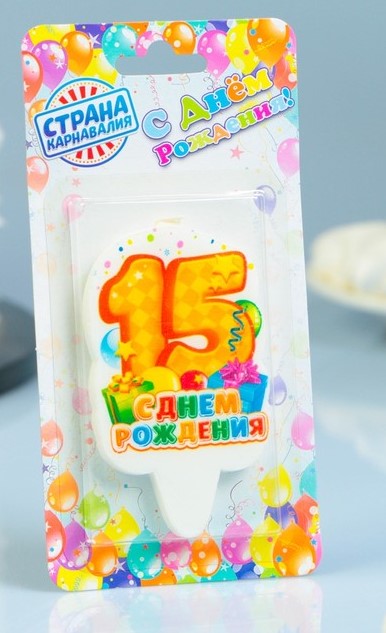 СТРАНА
КАРНАВАЛИЯ
С Днём
Рождения!
15
С ДНЕМ
РОЖДЕНИЯ